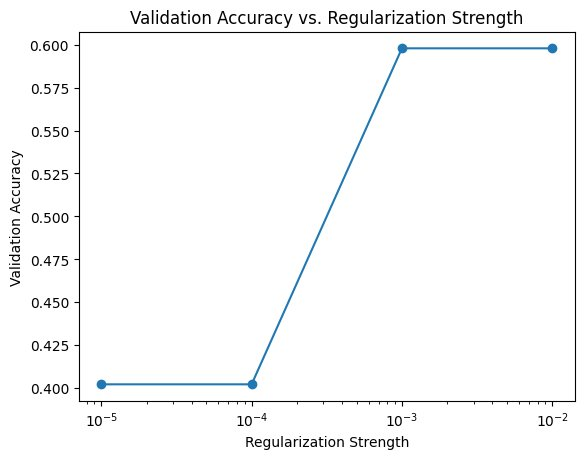 Validation Accuracy vs. Regularization Strength
0.600
0.575
0.550
0.525
0.500
0.475
0.450
0.425
0.400
Validation Accuracy
10⁻⁵ 10⁻⁴ 10⁻³ 10⁻²
Regularization Strength